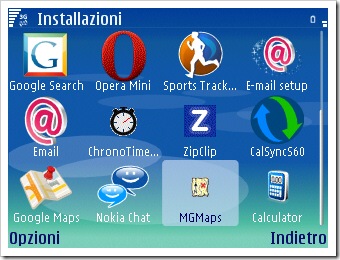 3G
Installazioni
Google Search Opera Mini Sports Track... E-mail setup
Email ChronoTime... ZipClip CalSyncS60
Google Maps Nokia Chat MGMaps Calculator
Opzioni Indietro